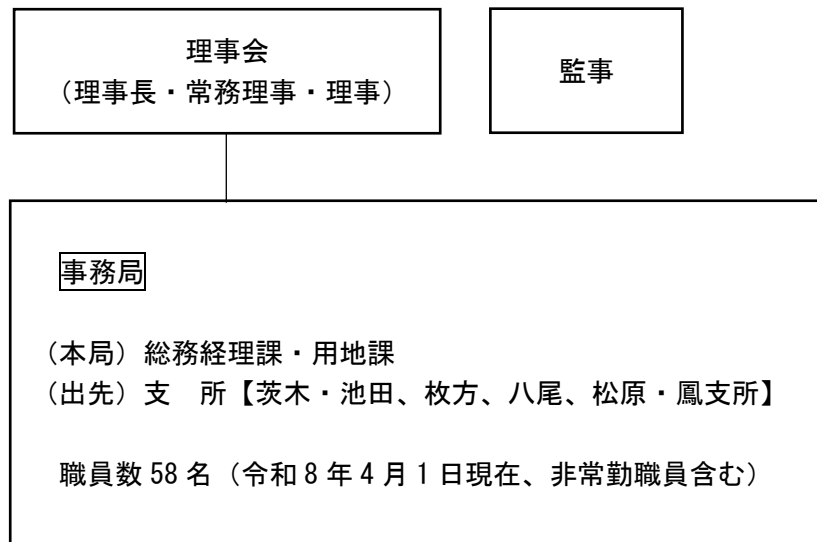 理事会
（理事長・常務理事・理事）
監事
事務局
（本局）総務経理課・用地課
（出先）支　所【茨木・池田、枚方、八尾、松原・鳳支所】
職員数 58 名（令和 8 年 4 月 1 日現在、非常勤職員含む）